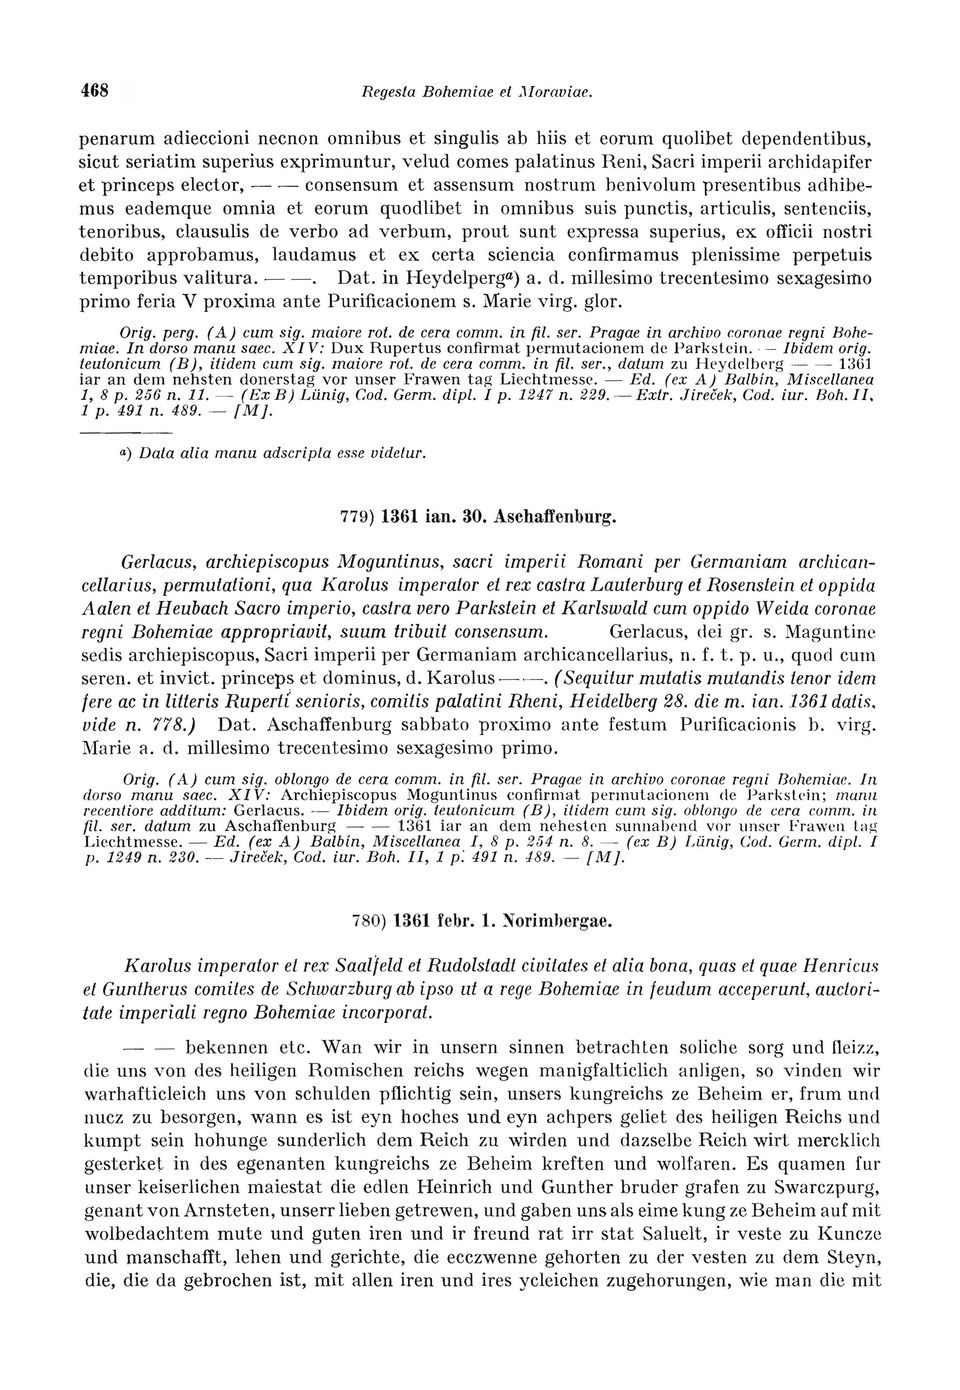 468
Regesta Bohemiae et Moraviae.
penarum adieccioni necnon omnibus et singulis ab hiis et eorum quolibet dependentibus,
sicut seriatim superius exprimuntur, velud comes palatinus Reni, Sacri imperii archidapifer
et princeps elector, — — consensum et assensum nostrum benivolum presentibus adhibe-
mus eademque omnia et eorum quodlibet in omnibus suis punctis, articulis, sentenciis,
tenoribus, clausulis de verbo ad verbum, prout sunt expressa superius, ex officii nostri
debito approbamus, laudamus et ex certa sciencia confirmamus plenissime perpetuis
temporibus valitura. — —. Dat. in Heydelperg a) a. d. millesimo trecentesimo sexagesimo
primo feria V proxima ante Purificacionem s. Marie virg. glor.
Orig. perg. (A) cum sig. maiore rot. de cera comm. in fil. ser. Pragae in archivo coronae regni Bohe-
miae. In dorso manu saec. XIV: Dux Rupertus confirmat permutacionem de Parkstein. — Ibidem orig.
teutonicum (B), itidem cum sig. maiore rot. de cera comm. in fil. ser., datum zu Heydelberg — — 1361
iar an dem nehsten donerstag vor unser Frawen tag Liechtmesse. — Ed. (ex A) Balbín, Miscellanea
I, 8 p. 256 n. 11. — (Ex B) Lünig, Cod. Germ. dipl. I p. 1247 n. 229. — Extr. Jireček, Cod. iur. Boh. II,
1 p. 491 n. 489. — [M].
a) Data alia manu adscripta esse videtur.
779) 1361 ian. 30. Aschaffenburg.
Gerlacus, archiepiscopus Moguntinus, sacri imperii Romani per Germaniam archican-
cellarius, permutationi, qua Karolus imperator et rex castra Lauterburg et Rosenstein et oppida
Aalen et Heubach Sacro imperio, castra vero Parkstein et Karlswald cum oppido Weida coronae
regni Bohemiae appropriavit, suum tribuit consensum. Gerlacus, dei gr. s. Maguntine
sedis archiepiscopus, Sacri imperii per Germaniam archicancellarius, n. f. t. p. u., quod cum
seren. et invict. princeps et dominus, d. Karolus — —. (Sequitur mutatis mutandis tenor idem
fere ac in litteris Ruperti senioris, comitis palatini Rheni, Heidelberg 28. die m. ian. 1361 datis,
vide n. 778.) Dat. Aschaffenburg sabbato proximo ante festum Purificacionis b. virg.
Marie a. d. millesimo trecentesimo sexagesimo primo.
Orig. (A) cum sig. oblongo de cera comm. in fil. ser. Pragae in archivo coronae regni Bohemiae. In
dorso manu saec. XIV: Archiepiscopus Moguntinus confirmat permutacionem de Parkstein; manu
recentiore additum: Gerlacus. — Ibidem orig. teutonicum (B), itidem cum sig. oblongo de cera comm. in
fil. ser. datum zu Aschaffenburg — — 1361 iar an dem nehesten sunnabend vor unser Frawen tag
Liechtmesse. — Ed. (ex A) Balbín, Miscellanea I, 8 p. 254 n. 8. — (ex B) Lünig, Cod. Germ. dipl. I
p. 1249 n. 230. — Jireček, Cod. iur. Boh. II, 1 p. 491 n. 489. — [M].
780) 1361 febr. 1. Norimbergae.
Karolus imperator et rex Saalfeld et Rudolstadt civitates et alia bona, quas et quae Henricus
et Guntherus comites de Schwarzburg ab ipso ut a rege Bohemiae in feudum acceperunt, auctori-
tate imperiali regno Bohemiae incorporat.
— — bekennen etc. Wan wir in unsern sinnen betrachten soliche sorg und fleizz,
die uns von des heiligen Romischen reichs wegen manigfalticlich anligen, so vinden wir
warhafticleich uns von schulden pflichtig sein, unsers kungreichs ze Beheim er, frum und
nucz zu besorgen, wann es ist eyn hoches und eyn achpers geliet des heiligen Reichs und
kumpt sein hohunge sunderlich dem Reich zu wirden und dazselbe Reich wirt mercklich
gesterket in des egenanten kungreichs ze Beheim kreften und wolfaren. Es quamen fur
unser keiserlichen maiestat die edlen Heinrich und Gunther bruder grafen zu Swarczpurg,
genant von Arnsteten, unserr lieben getrewen, und gaben uns als eime kung ze Beheim auf mit
wolbedachtem mute und guten iren und ir freund rat irr stat Saluelt, ir veste zu Kuncze
und manschafft, lehen und gerichte, die ecczwenne gehorten zu der vesten zu dem Steyn,
die, die da gebrochen ist, mit allen iren und ires ycleichen zugehorungen, wie man die mit